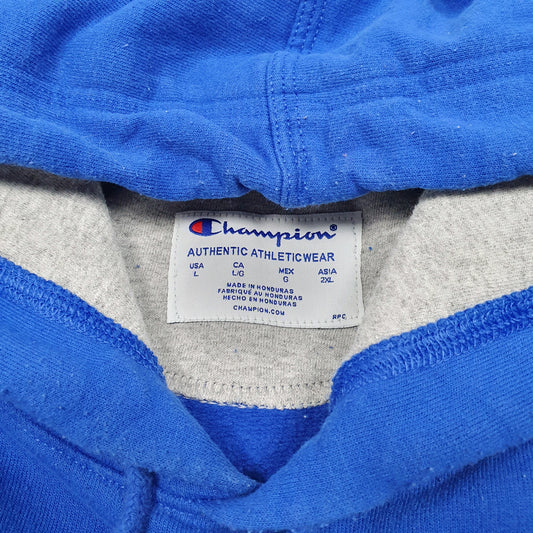 Champion
AUTHENTIC ATHLETICWEAR
USA CA MEX ASIA
L L/G G 2XL
MADE IN HONDURAS
FABRIQUÉ AU HONDURAS
HECHO EN HONDURAS
CHAMPION.COM
RPC